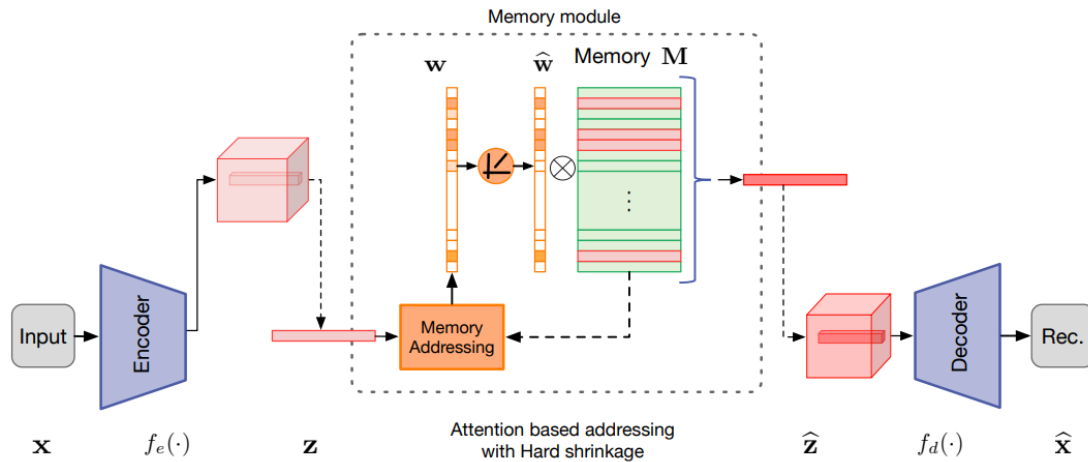 Memory module
w
ŵ
Memory M
⋮
Memory
Addressing
Input
Encoder
Decoder
Rec.
x
f_e(·)
z
Attention based addressing
with Hard shrinkage
ẑ
f_d(·)
x̂